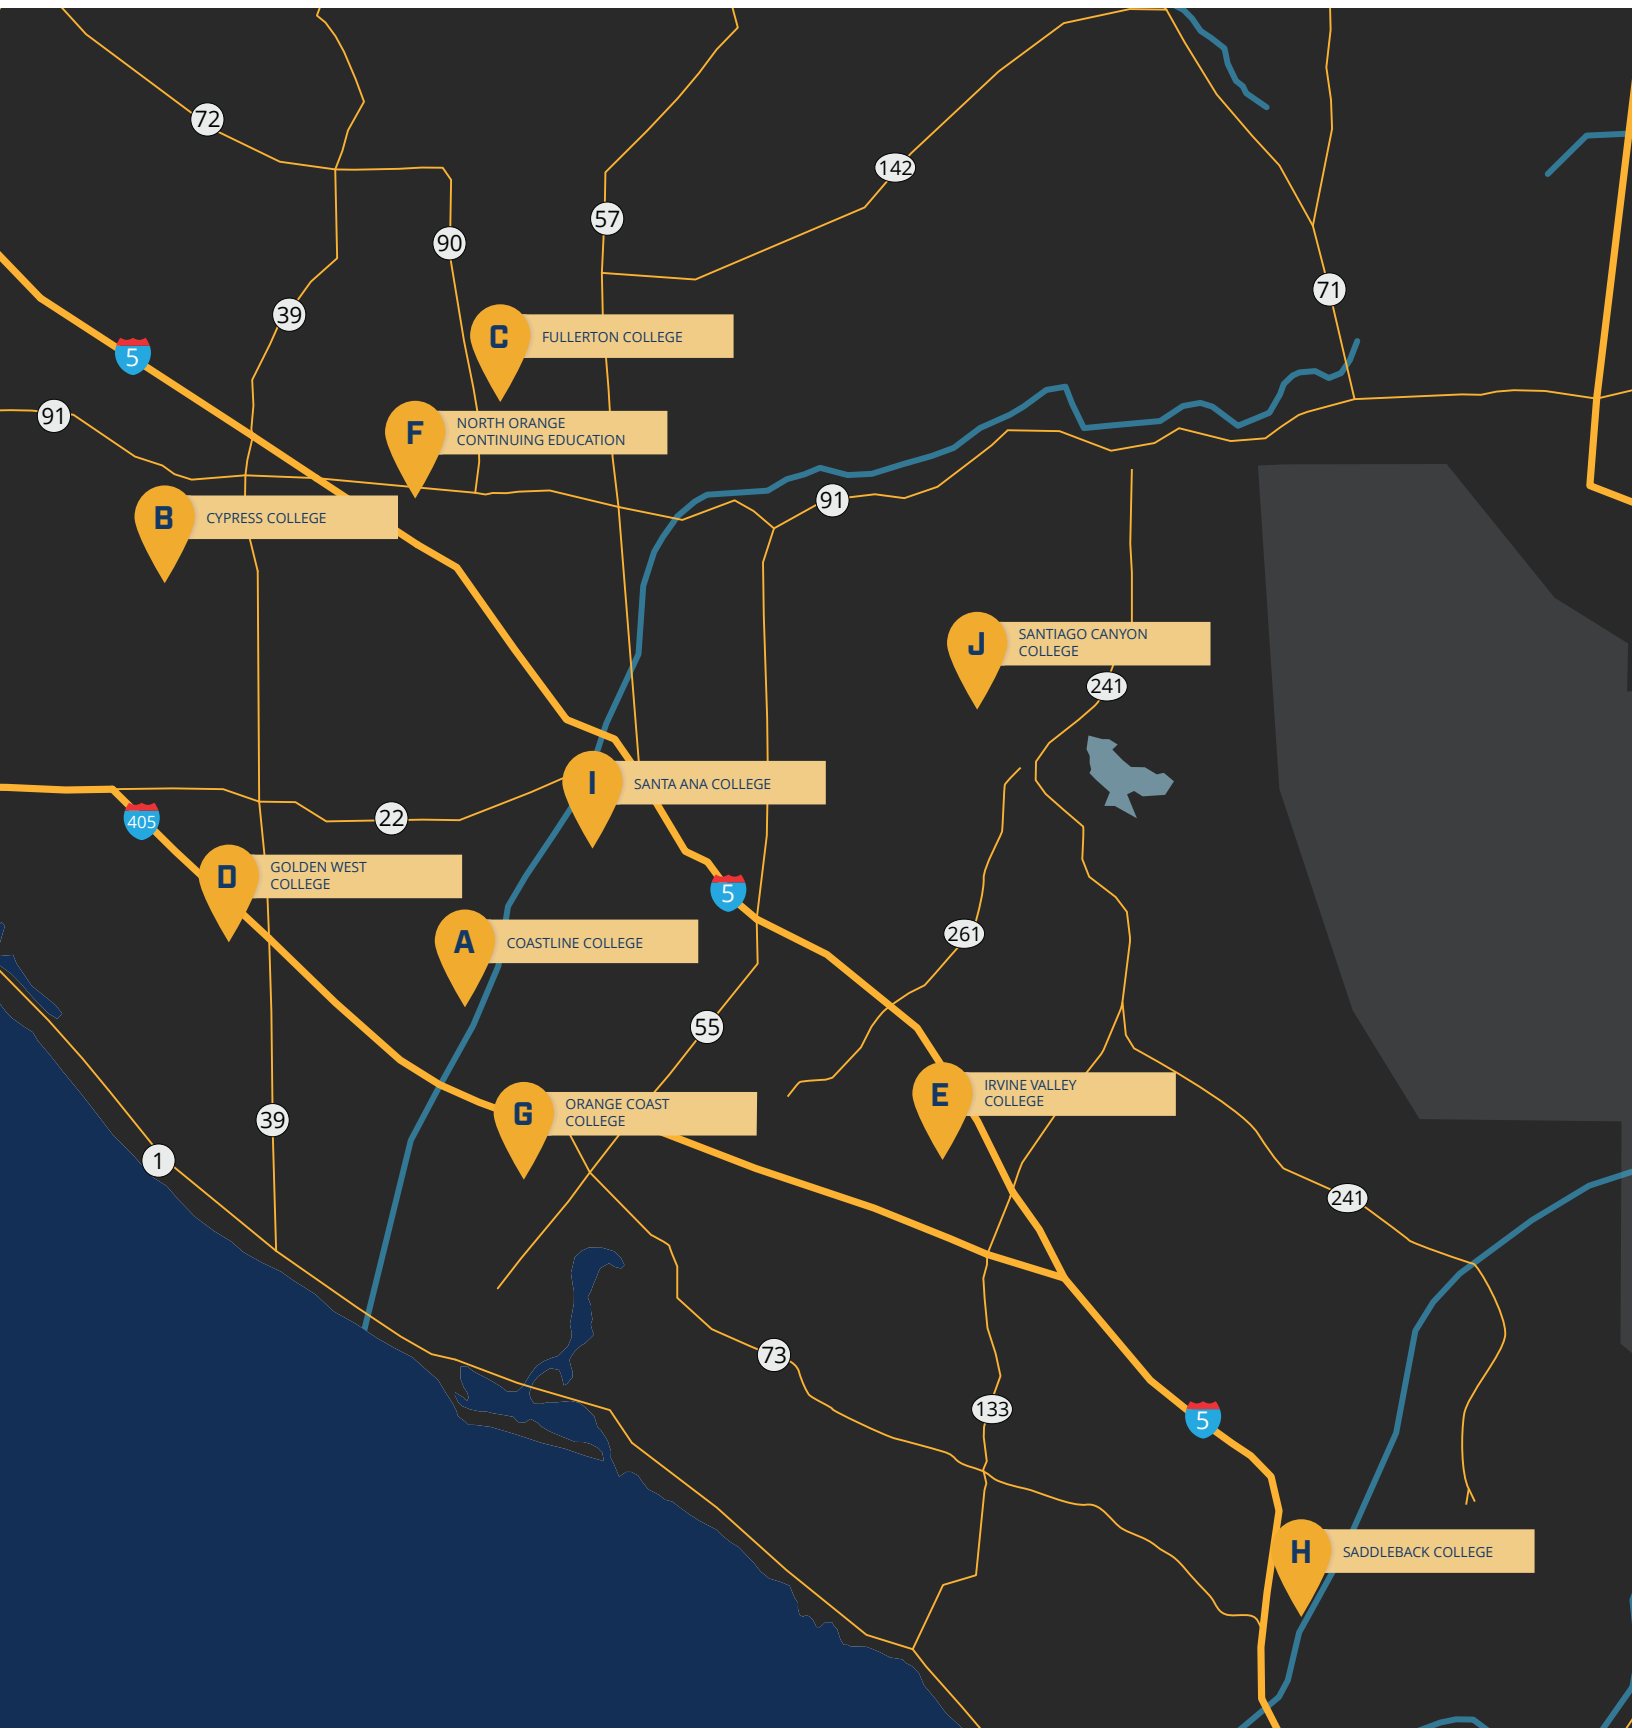 72
142
57
90
71
39
C
FULLERTON COLLEGE
5
91
F
NORTH ORANGE
CONTINUING EDUCATION
91
B
CYPRESS COLLEGE
J
SANTIAGO CANYON
COLLEGE
241
I
SANTA ANA COLLEGE
405
22
D
GOLDEN WEST
COLLEGE
5
A
COASTLINE COLLEGE
261
55
E
IRVINE VALLEY
COLLEGE
G
ORANGE COAST
COLLEGE
39
1
241
73
133
5
H
SADDLEBACK COLLEGE